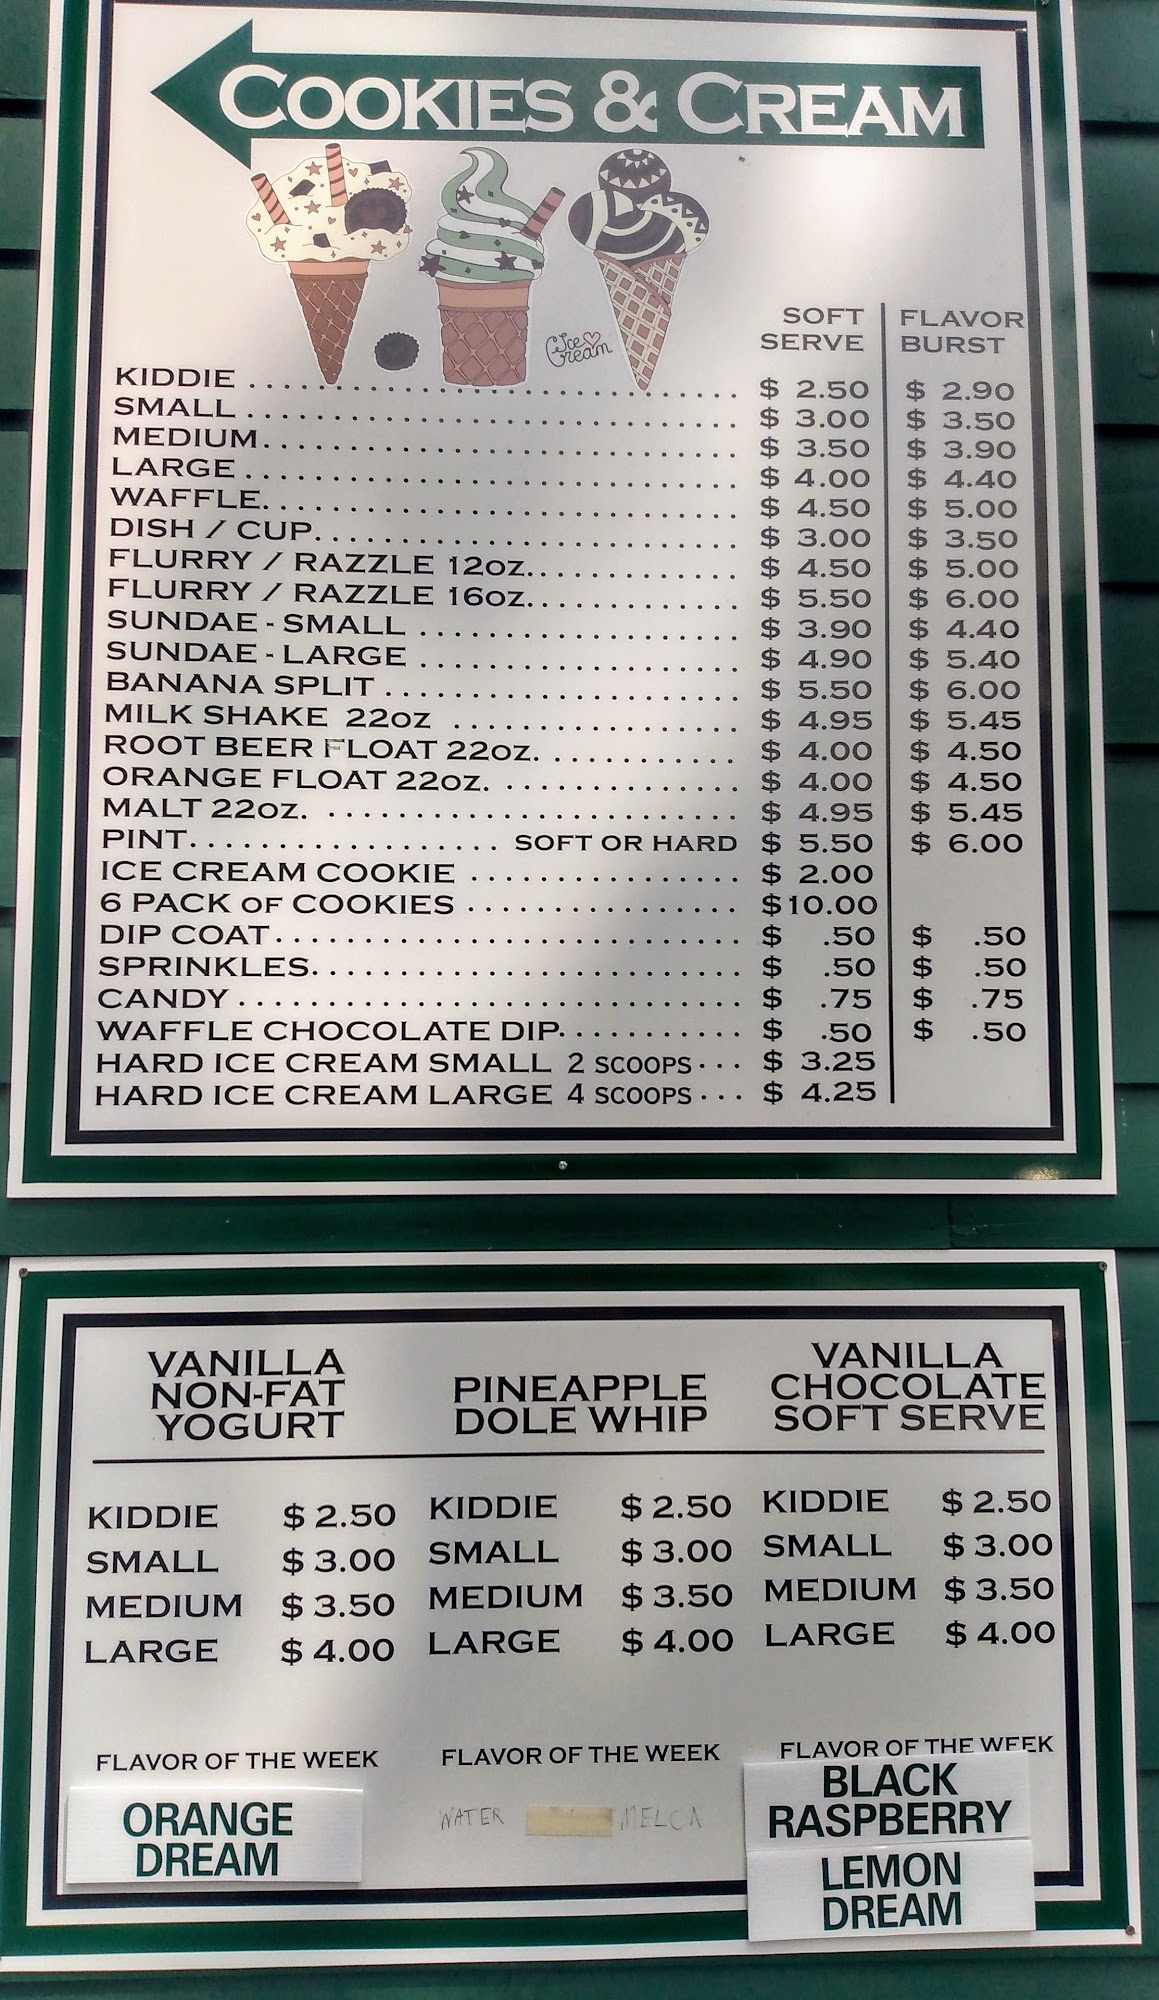 COOKIES & CREAM
Ice Cream
SOFT SERVE FLAVOR BURST
KIDDIE $ 2.50 $ 2.90
SMALL $ 3.00 $ 3.50
MEDIUM $ 3.50 $ 3.90
LARGE $ 4.00 $ 4.40
WAFFLE $ 4.50 $ 5.00
DISH / CUP $ 3.00 $ 3.50
FLURRY / RAZZLE 12OZ. $ 4.50 $ 5.00
FLURRY / RAZZLE 16OZ. $ 5.50 $ 6.00
SUNDAE - SMALL $ 3.90 $ 4.40
SUNDAE - LARGE $ 4.90 $ 5.40
BANANA SPLIT $ 5.50 $ 6.00
MILK SHAKE 22OZ $ 4.95 $ 5.45
ROOT BEER FLOAT 22OZ. $ 4.00 $ 4.50
ORANGE FLOAT 22OZ. $ 4.00 $ 4.50
MALT 22OZ. $ 4.95 $ 5.45
PINT SOFT OR HARD $ 5.50 $ 6.00
ICE CREAM COOKIE $ 2.00
6 PACK OF COOKIES $10.00
DIP COAT $ .50 $ .50
SPRINKLES $ .50 $ .50
CANDY $ .75 $ .75
WAFFLE CHOCOLATE DIP $ .50 $ .50
HARD ICE CREAM SMALL 2 SCOOPS $ 3.25
HARD ICE CREAM LARGE 4 SCOOPS $ 4.25
VANILLA
NON-FAT
YOGURT
KIDDIE $ 2.50
SMALL $ 3.00
MEDIUM $ 3.50
LARGE $ 4.00
FLAVOR OF THE WEEK
ORANGE
DREAM
PINEAPPLE
DOLE WHIP
KIDDIE $ 2.50
SMALL $ 3.00
MEDIUM $ 3.50
LARGE $ 4.00
FLAVOR OF THE WEEK
WATER MELON
VANILLA
CHOCOLATE
SOFT SERVE
KIDDIE $ 2.50
SMALL $ 3.00
MEDIUM $ 3.50
LARGE $ 4.00
FLAVOR OF THE WEEK
BLACK
RASPBERRY
LEMON
DREAM